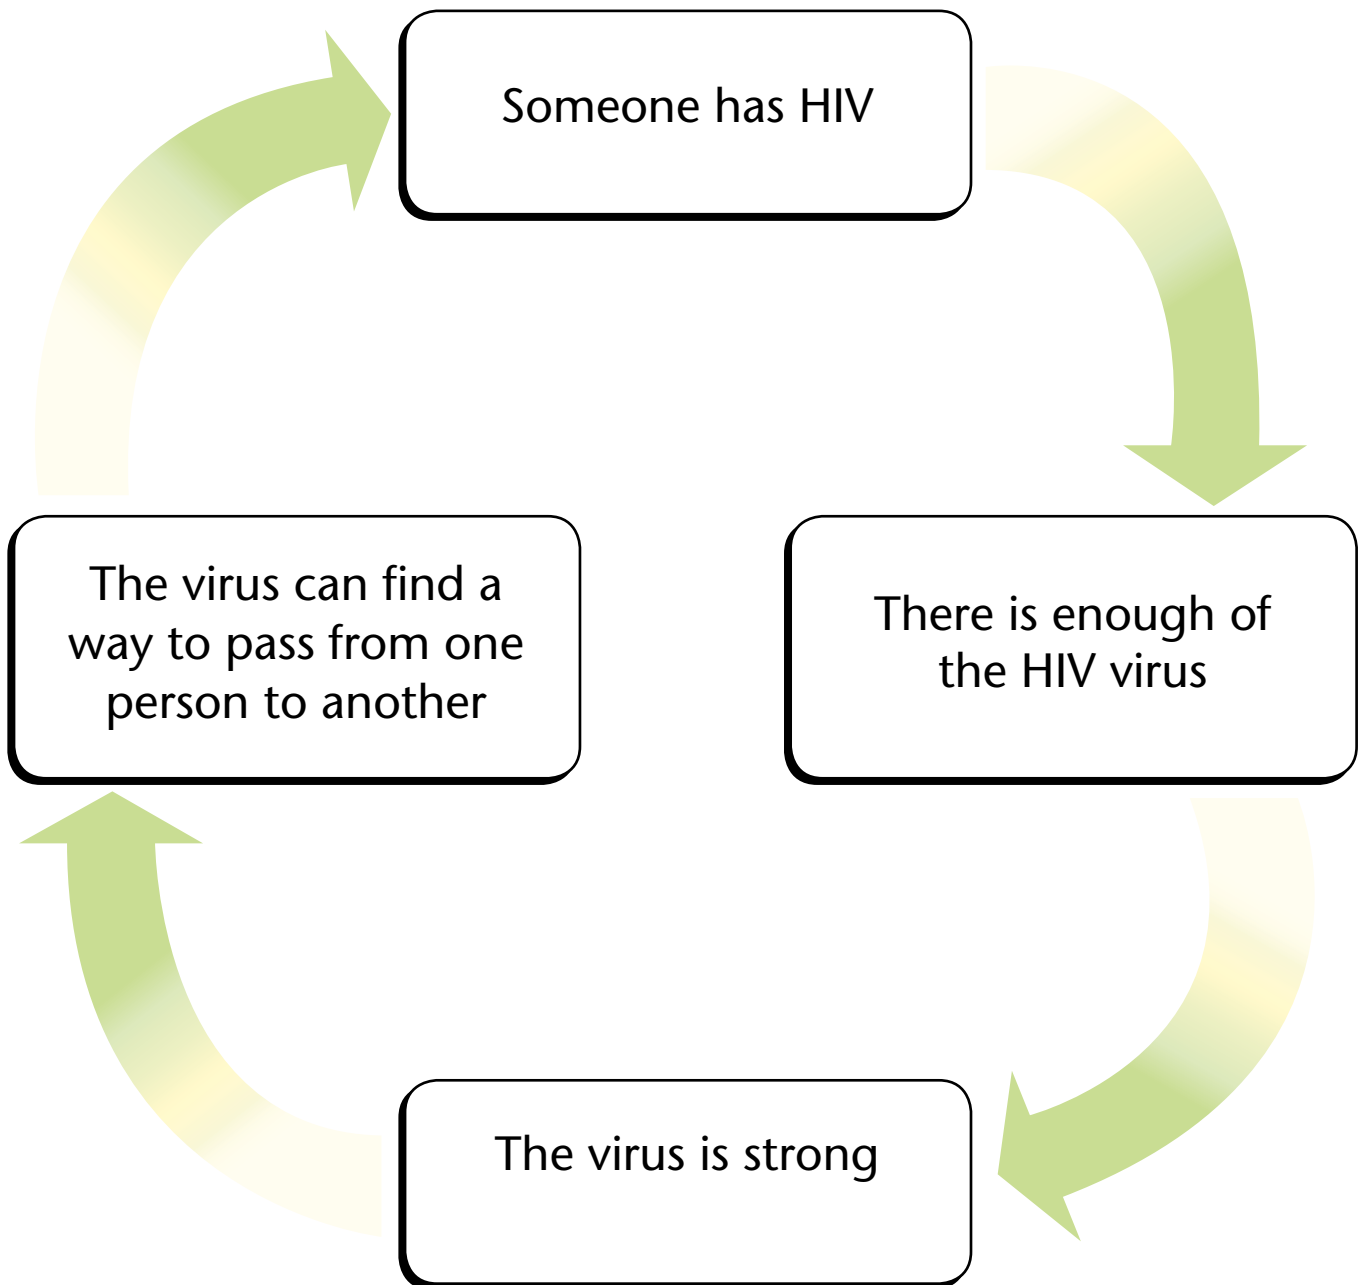 Someone has HIV
The virus can find a
way to pass from one
person to another
There is enough of
the HIV virus
The virus is strong